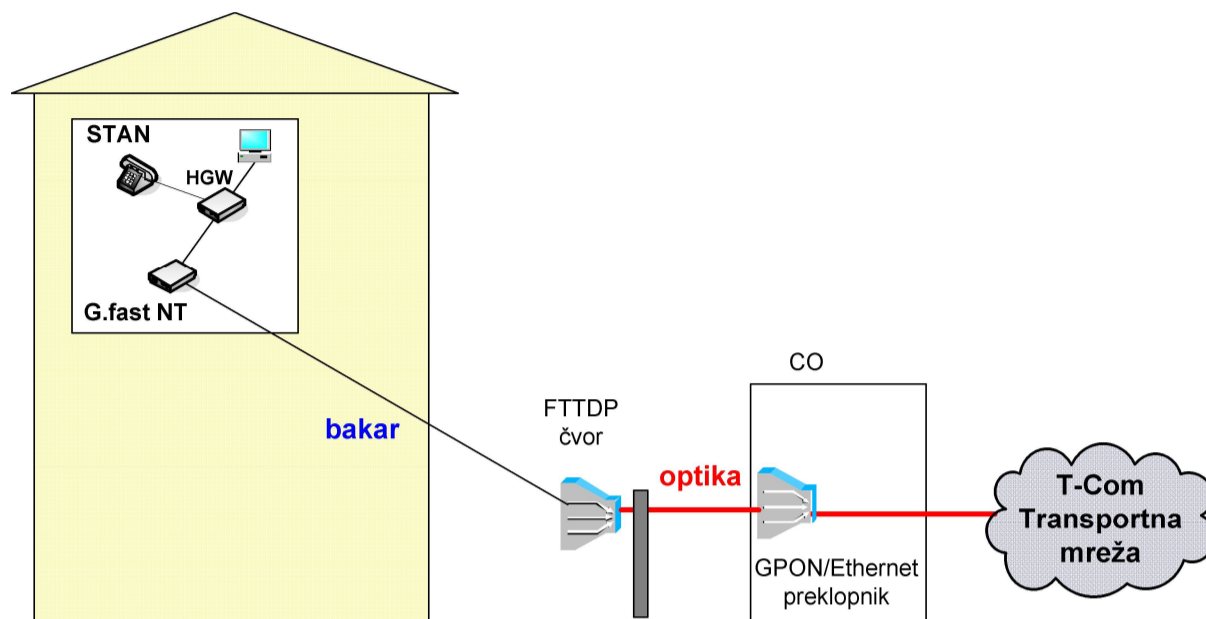 STAN
HGW
G.fast NT
bakar
FTTDP
čvor
optika
CO
GPON/Ethernet
preklopnik
T-Com
Transportna
mreža